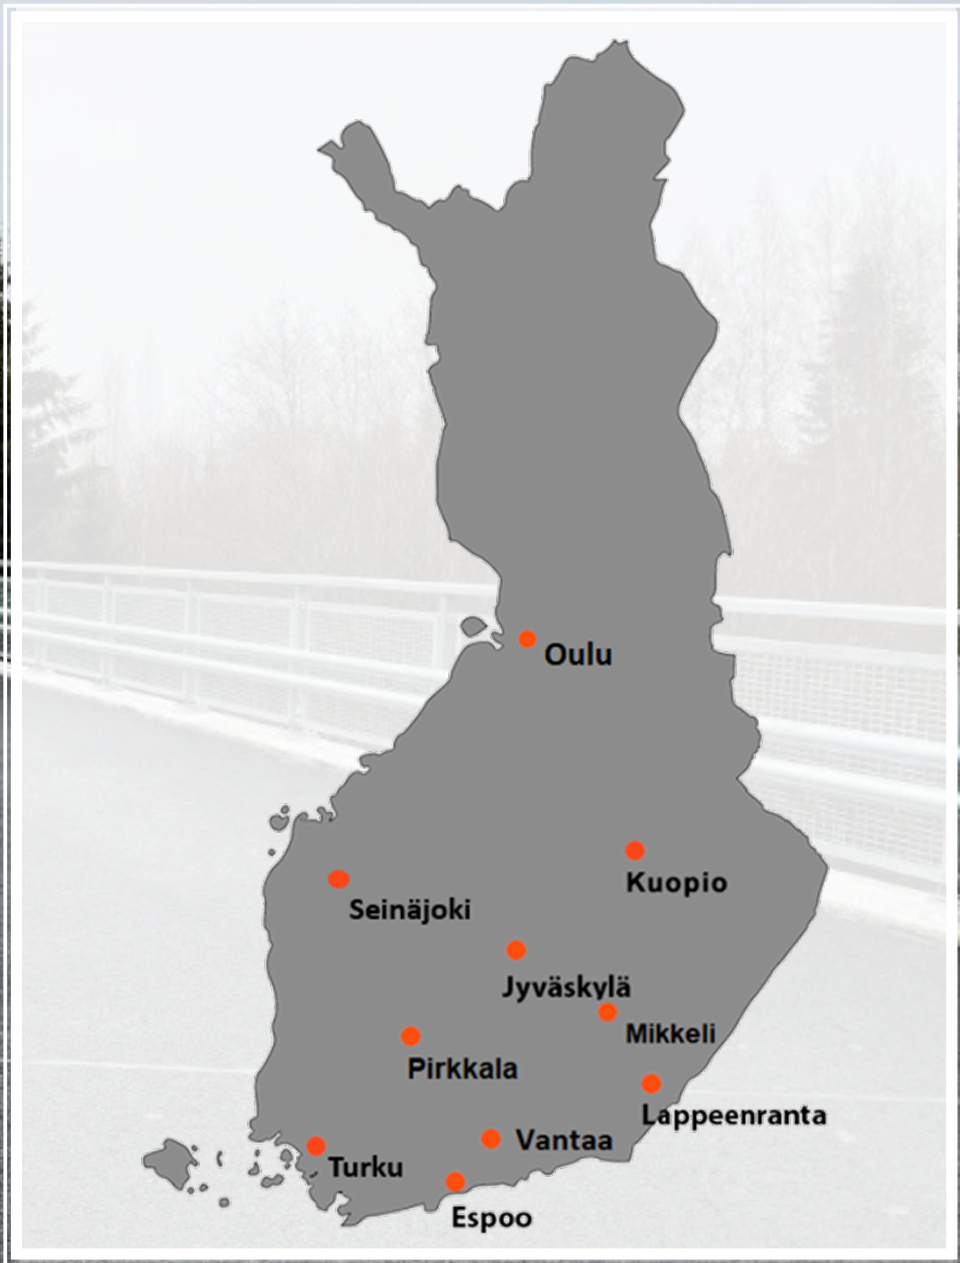 Oulu
Kuopio
Seinäjoki
Jyväskylä
Mikkeli
Pirkkala
Lappeenranta
Vantaa
Turku
Espoo